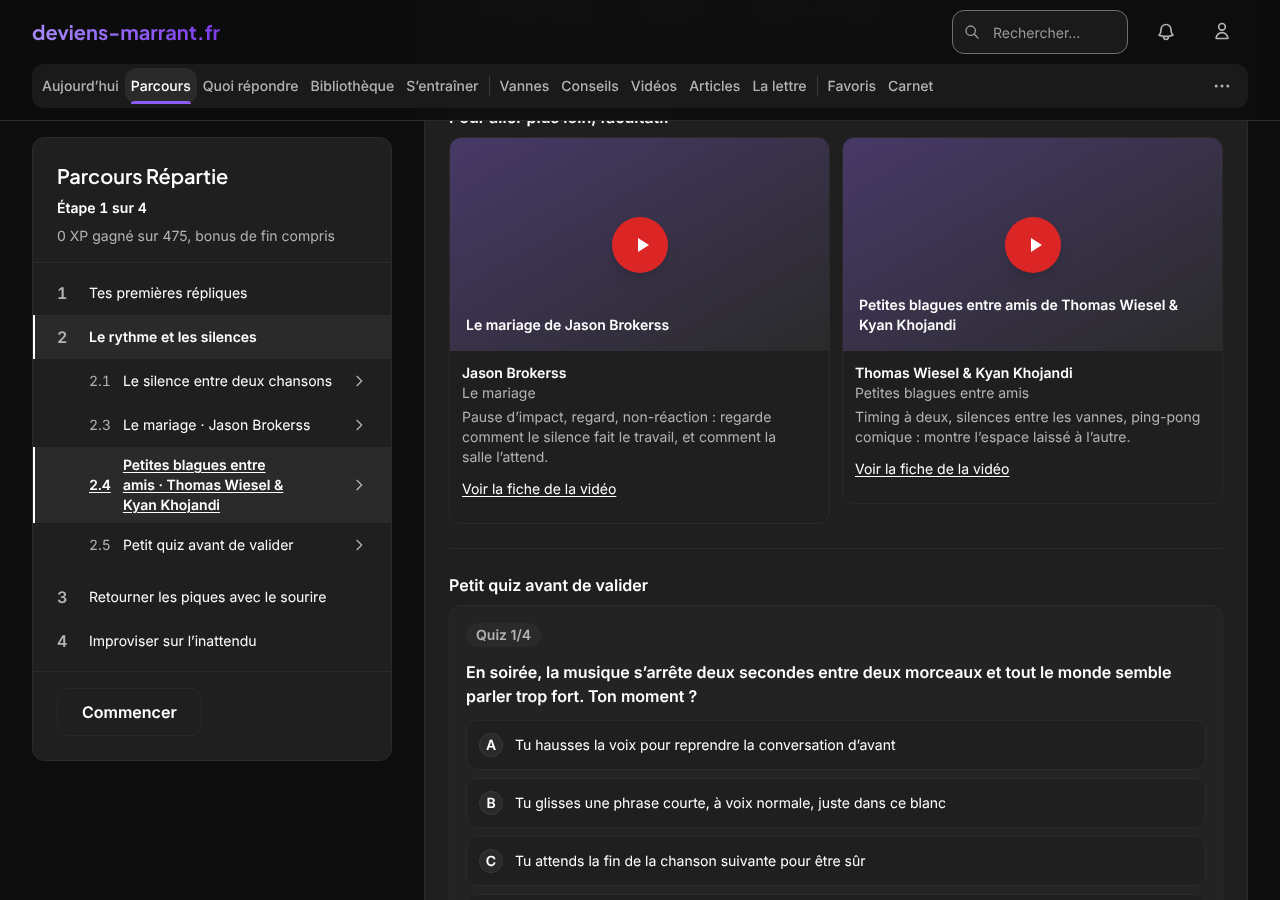 deviens-marrant.fr
Rechercher...
Aujourd’hui
Parcours
Quoi répondre
Bibliothèque
S’entraîner
Vannes
Conseils
Vidéos
Articles
La lettre
Favoris
Carnet
Parcours Répartie
Étape 1 sur 4
0 XP gagné sur 475, bonus de fin compris
1 Tes premières répliques
2 Le rythme et les silences
2.1 Le silence entre deux chansons
2.3 Le mariage · Jason Brokerss
2.4 Petites blagues entre
amis · Thomas Wiesel &
Kyan Khojandi
2.5 Petit quiz avant de valider
3 Retourner les piques avec le sourire
4 Improviser sur l’inattendu
Commencer
Pour aller plus loin, facultatif
Le mariage de Jason Brokerss
Jason Brokerss
Le mariage
Pause d’impact, regard, non-réaction : regarde
comment le silence fait le travail, et comment la
salle l’attend.
Voir la fiche de la vidéo
Petites blagues entre amis de Thomas Wiesel &
Kyan Khojandi
Thomas Wiesel & Kyan Khojandi
Petites blagues entre amis
Timing à deux, silences entre les vannes, ping-pong
comique : montre l’espace laissé à l’autre.
Voir la fiche de la vidéo
Petit quiz avant de valider
Quiz 1/4
En soirée, la musique s’arrête deux secondes entre deux morceaux et tout le monde semble
parler trop fort. Ton moment ?
A Tu hausses la voix pour reprendre la conversation d’avant
B Tu glisses une phrase courte, à voix normale, juste dans ce blanc
C Tu attends la fin de la chanson suivante pour être sûr